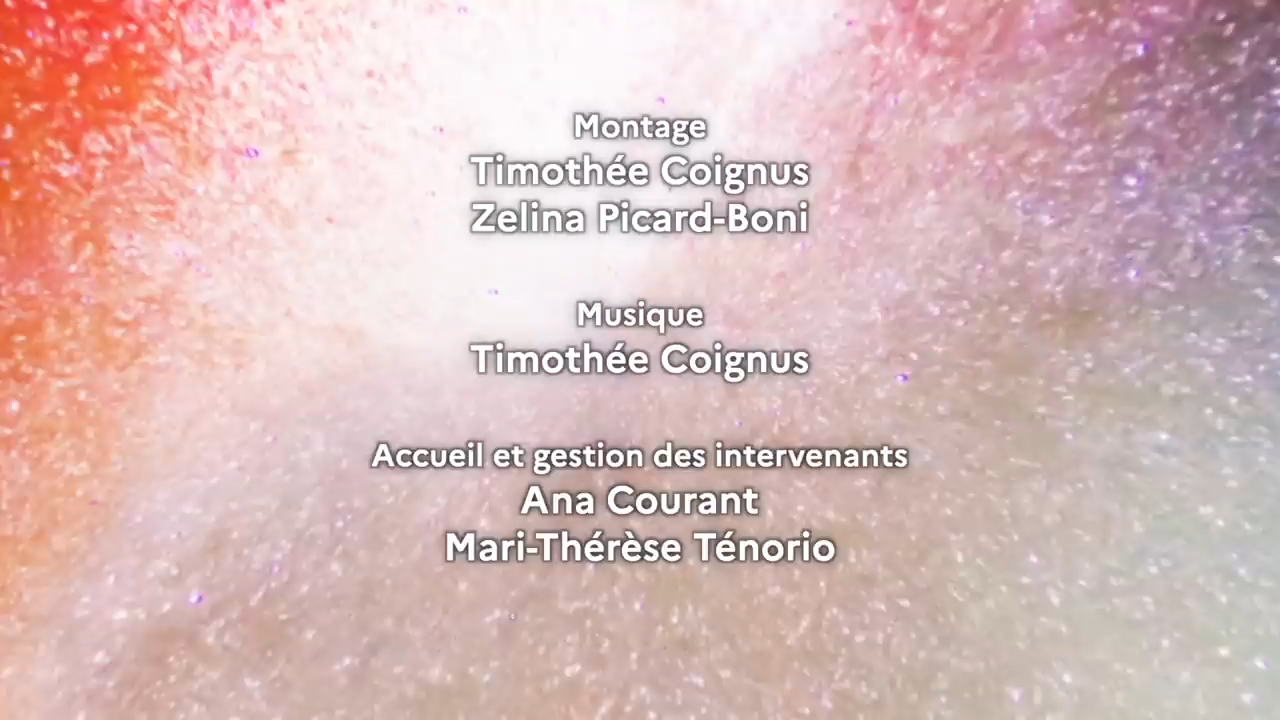 Montage
Timothée Coignus
Zelina Picard-Boni
Musique
Timothée Coignus
Accueil et gestion des intervenants
Ana Courant
Mari-Thérèse Ténorio